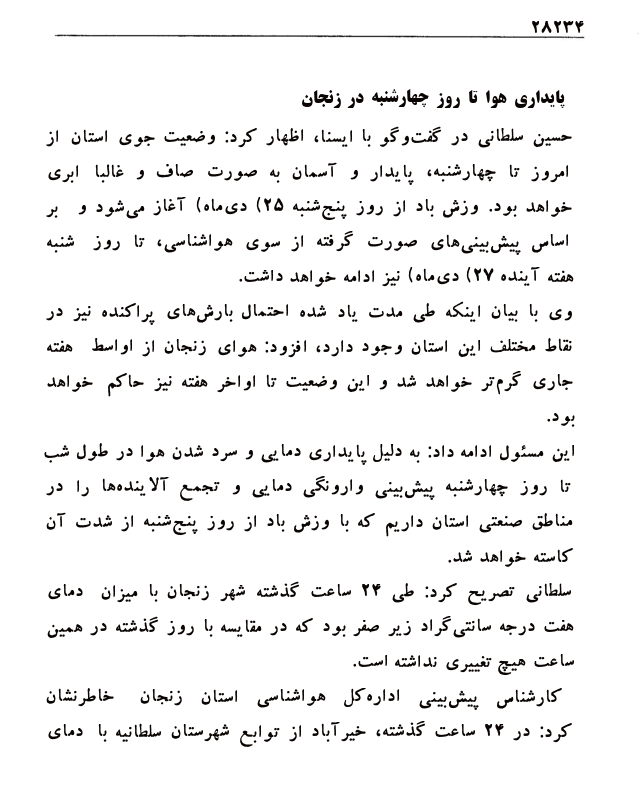 ۲۸۲۳۴
پایداری هوا تا روز چهارشنبه در زنجان
حسین سلطانی در گفت‌وگو با ایسنا، اظهار کرد: وضعیت جوی استان از
امروز تا چهارشنبه، پایدار و آسمان به صورت صاف و غالبا ابری
خواهد بود. وزش باد از روز پنج‌شنبه ۲۵) دی‌ماه) آغاز می‌شود و بر
اساس پیش‌بینی‌های صورت گرفته از سوی هواشناسی، تا روز شنبه
هفته آینده ۲۷) دی‌ماه) نیز ادامه خواهد داشت.
وی با بیان اینکه طی مدت یاد شده احتمال بارش‌های پراکنده نیز در
نقاط مختلف این استان وجود دارد، افزود: هوای زنجان از اواسط هفته
جاری گرم‌تر خواهد شد و این وضعیت تا اواخر هفته نیز حاکم خواهد
بود.
این مسئول ادامه داد: به دلیل پایداری دمایی و سرد شدن هوا در طول شب
تا روز چهارشنبه پیش‌بینی وارونگی دمایی و تجمع آلاینده‌ها را در
مناطق صنعتی استان داریم که با وزش باد از روز پنج‌شنبه از شدت آن
کاسته خواهد شد.
سلطانی تصریح کرد: طی ۲۴ ساعت گذشته شهر زنجان با میزان دمای
هفت درجه سانتی‌گراد زیر صفر بود که در مقایسه با روز گذشته در همین
ساعت هیچ تغییری نداشته است.
کارشناس پیش‌بینی اداره‌کل هواشناسی استان زنجان خاطرنشان
کرد: در ۲۴ ساعت گذشته، خیرآباد از توابع شهرستان سلطانیه با دمای